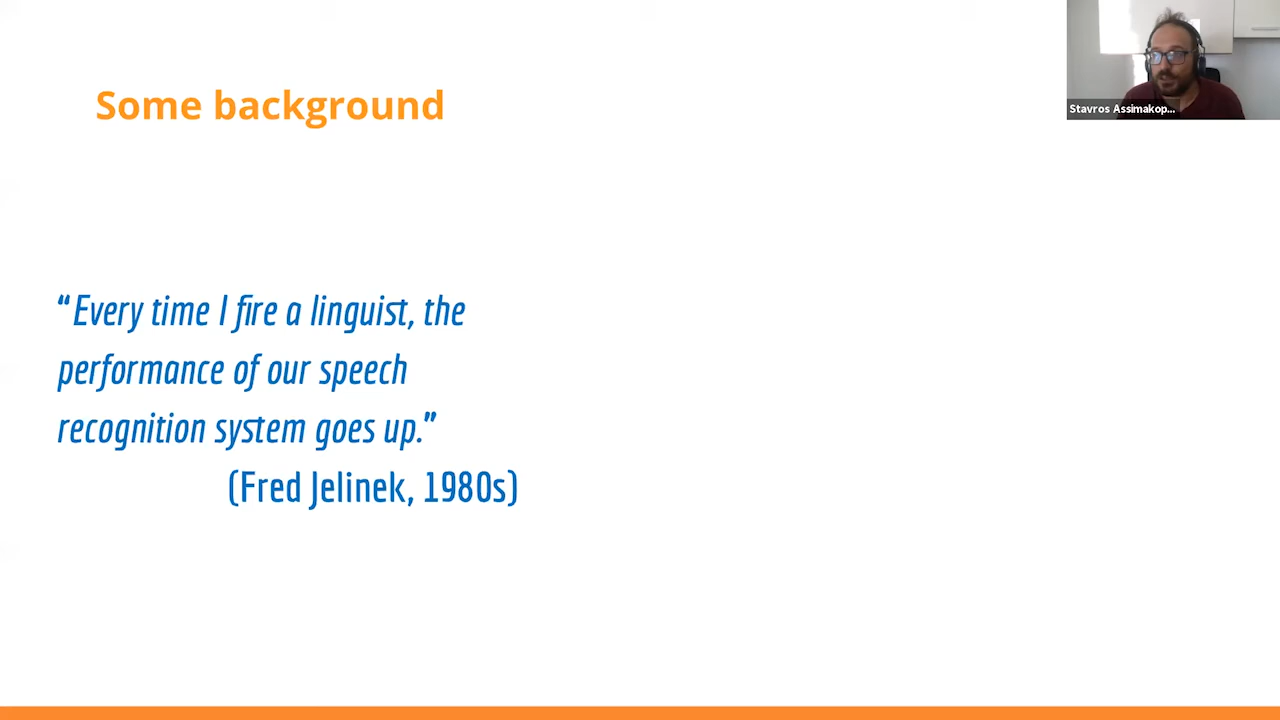 Some background
Stavros Assimakop...
“Every time I fire a linguist, the
performance of our speech
recognition system goes up.”
(Fred Jelinek, 1980s)